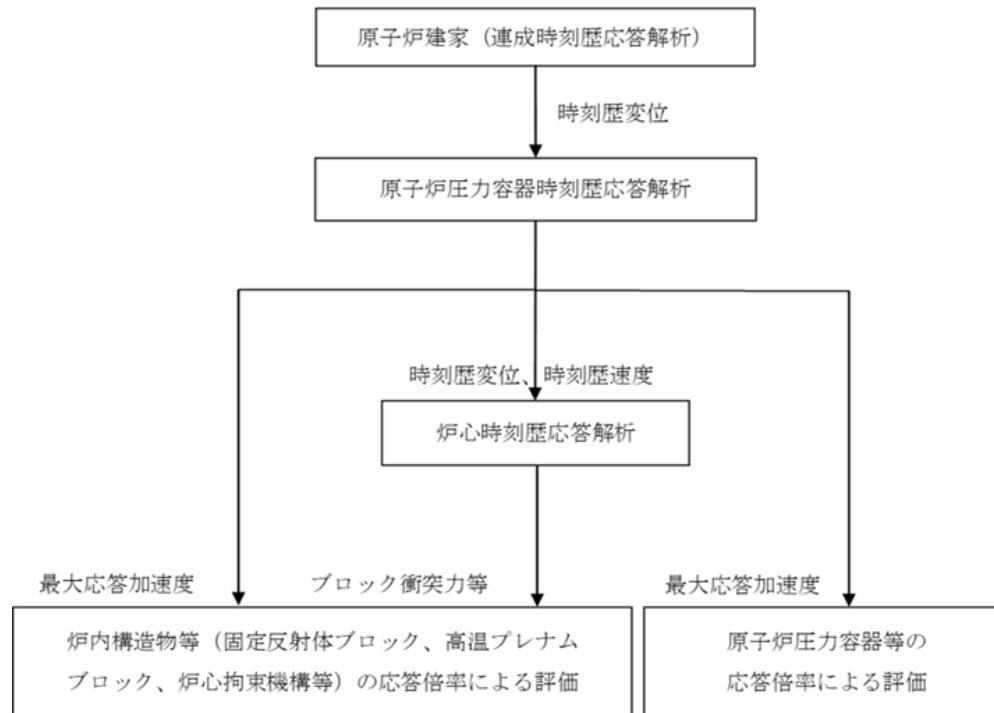 原子炉建家（連成時刻歴応答解析）
時刻歴変位
原子炉圧力容器時刻歴応答解析
時刻歴変位、時刻歴速度
炉心時刻歴応答解析
最大応答加速度
ブロック衝突力等
最大応答加速度
炉内構造物等（固定反射体ブロック、高温プレナム
ブロック、炉心拘束機構等）の応答倍率による評価
原子炉圧力容器等の
応答倍率による評価